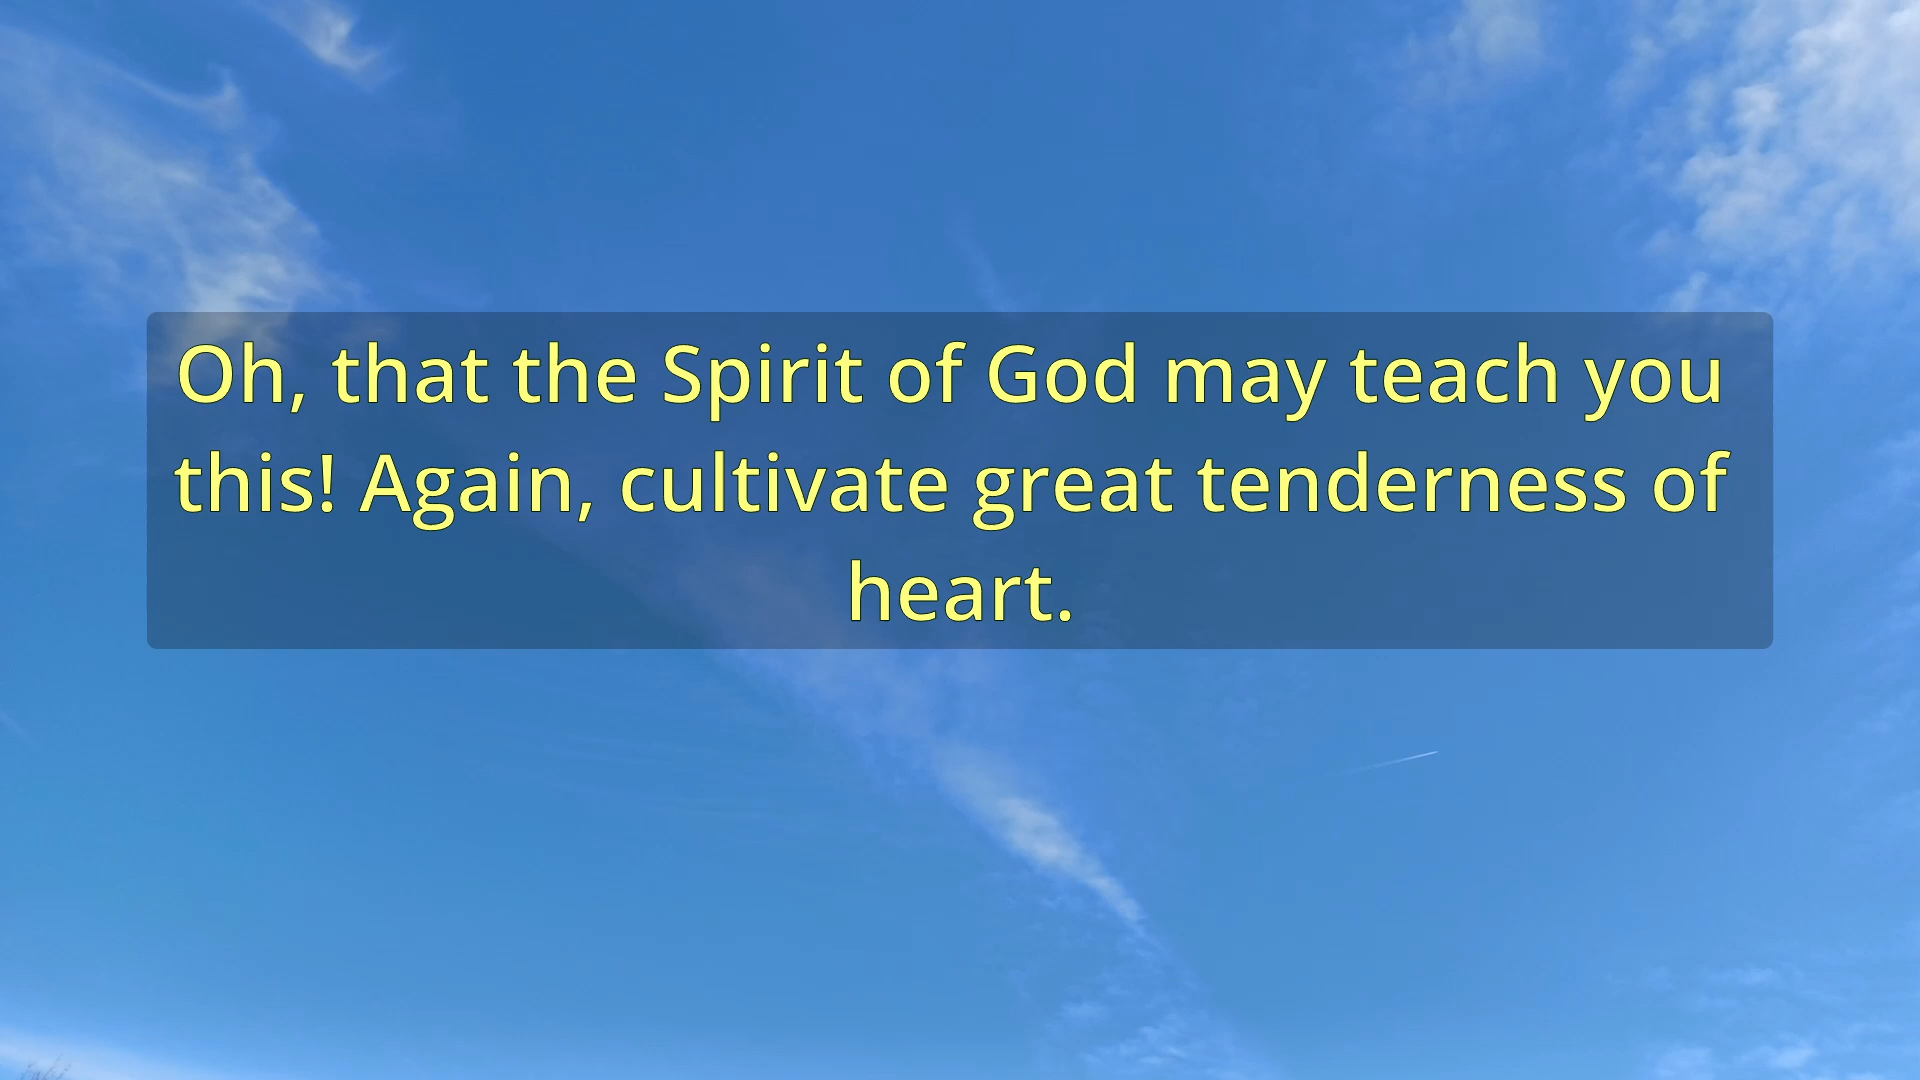 Oh, that the Spirit of God may teach you
this! Again, cultivate great tenderness of
heart.